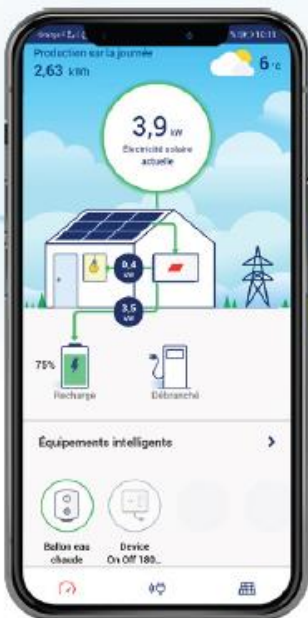 Production sur la journée
2,63 kWh
6 °C
3,9 kW
Électricité solaire
actuelle
0,4
kW
3,5
kW
75%
Recharge
Débranché
Équipements intelligents
Ballon eau
chaude
Device
On Off 180...